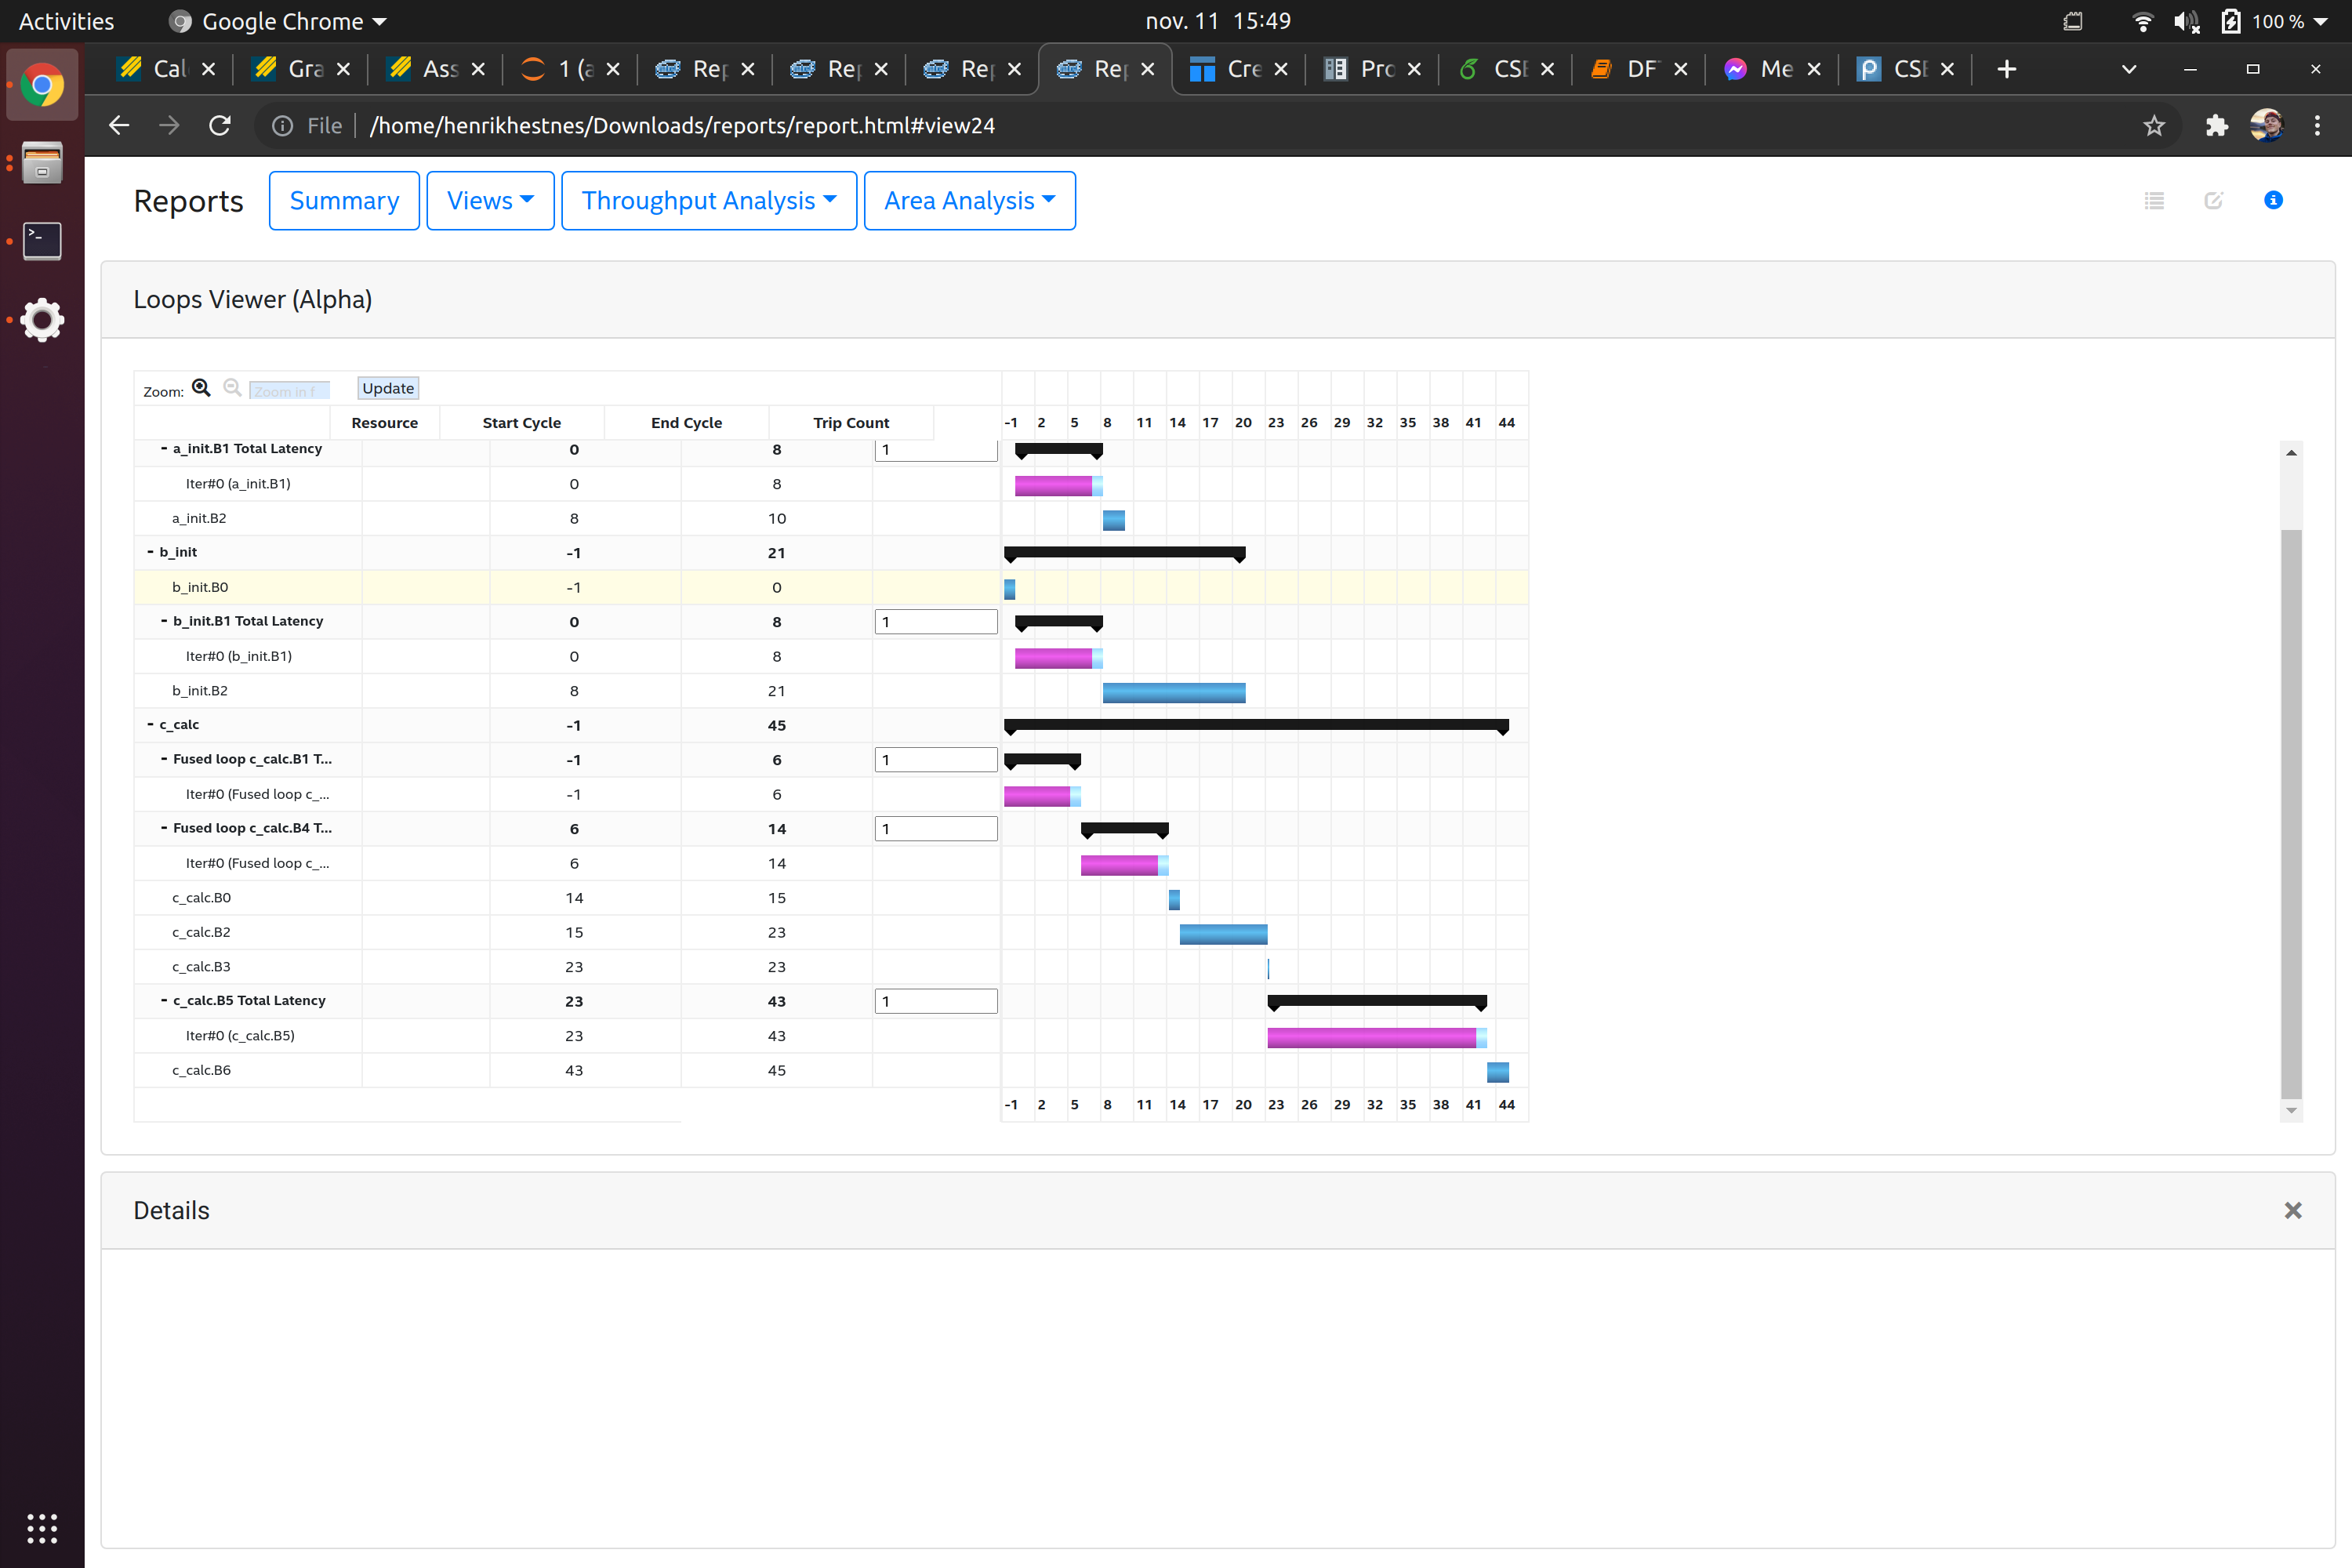 Activities Google Chrome nov. 11 15:49 100 %
Cal Gra Ass 1 (a Rep Rep Rep Rep Cre Pro CSE DFT Me CSE
File /home/henrikhestnes/Downloads/reports/report.html#view24
Reports Summary Views Throughput Analysis Area Analysis
Loops Viewer (Alpha)
Zoom: Zoom in f Update
Resource Start Cycle End Cycle Trip Count -1 2 5 8 11 14 17 20 23 26 29 32 35 38 41 44
- a_init.B1 Total Latency 0 8 1
Iter#0 (a_init.B1) 0 8
a_init.B2 8 10
- b_init -1 21
b_init.B0 -1 0
- b_init.B1 Total Latency 0 8 1
Iter#0 (b_init.B1) 0 8
b_init.B2 8 21
- c_calc -1 45
- Fused loop c_calc.B1 T... -1 6 1
Iter#0 (Fused loop c_... -1 6
- Fused loop c_calc.B4 T... 6 14 1
Iter#0 (Fused loop c_... 6 14
c_calc.B0 14 15
c_calc.B2 15 23
c_calc.B3 23 23
- c_calc.B5 Total Latency 23 43 1
Iter#0 (c_calc.B5) 23 43
c_calc.B6 43 45
-1 2 5 8 11 14 17 20 23 26 29 32 35 38 41 44
Details